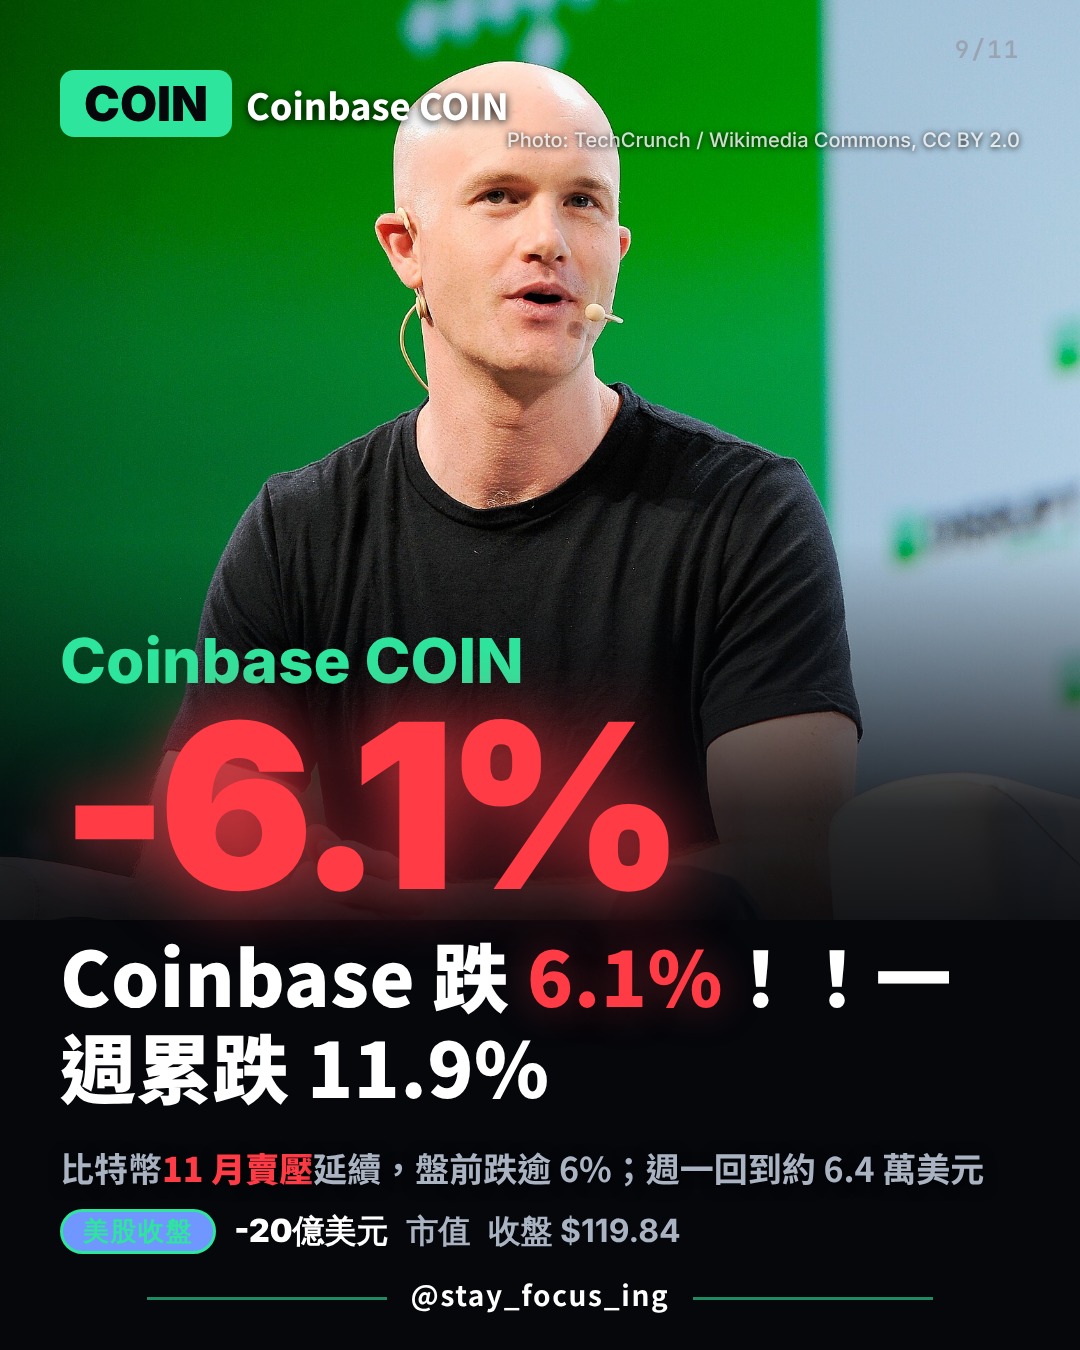 9/11
COIN Coinbase COIN
Photo: TechCrunch / Wikimedia Commons, CC BY 2.0
Coinbase COIN
-6.1%
Coinbase 跌 6.1%！！一
週累跌 11.9%
比特幣11 月賣壓延續，盤前跌逾 6%；週一回到約 6.4 萬美元
美股收盤 -20億美元 市值 收盤 $119.84
@stay_focus_ing